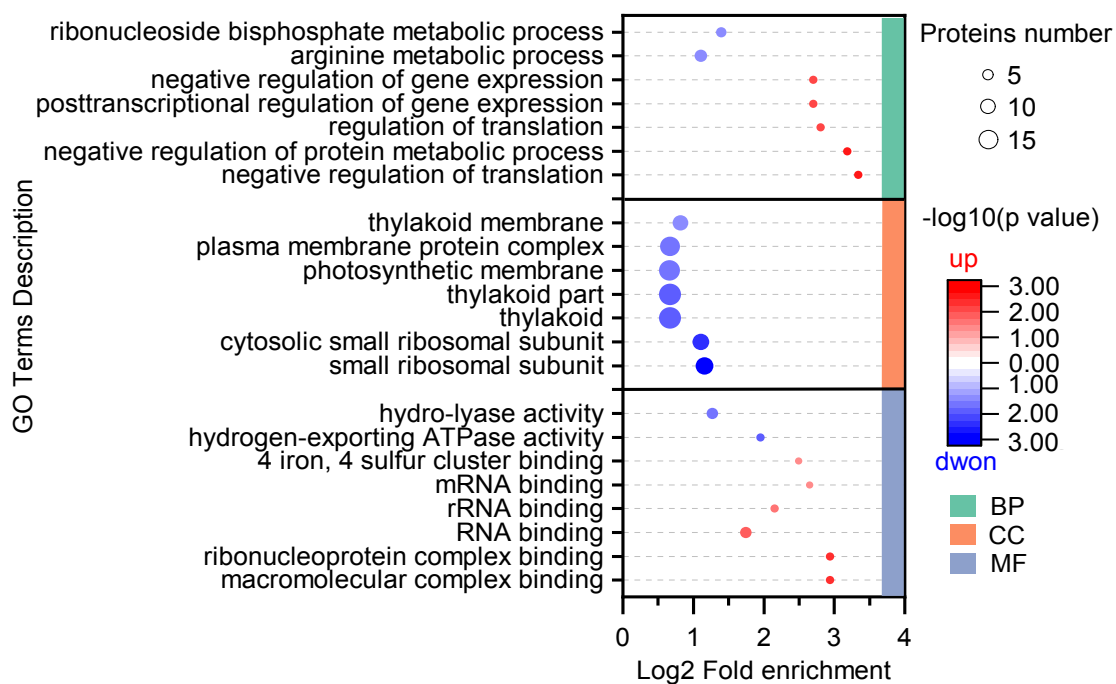 ribonucleoside bisphosphate metabolic process
arginine metabolic process
negative regulation of gene expression
posttranscriptional regulation of gene expression
regulation of translation
negative regulation of protein metabolic process
negative regulation of translation
thylakoid membrane
plasma membrane protein complex
photosynthetic membrane
thylakoid part
thylakoid
cytosolic small ribosomal subunit
small ribosomal subunit
hydro-lyase activity
hydrogen-exporting ATPase activity
4 iron, 4 sulfur cluster binding
mRNA binding
rRNA binding
RNA binding
ribonucleoprotein complex binding
macromolecular complex binding
GO Terms Description
0 1 2 3 4
Log2 Fold enrichment
Proteins number
5
10
15
-log10(p value)
up
3.00
2.00
1.00
0.00
1.00
2.00
3.00
dwon
BP
CC
MF